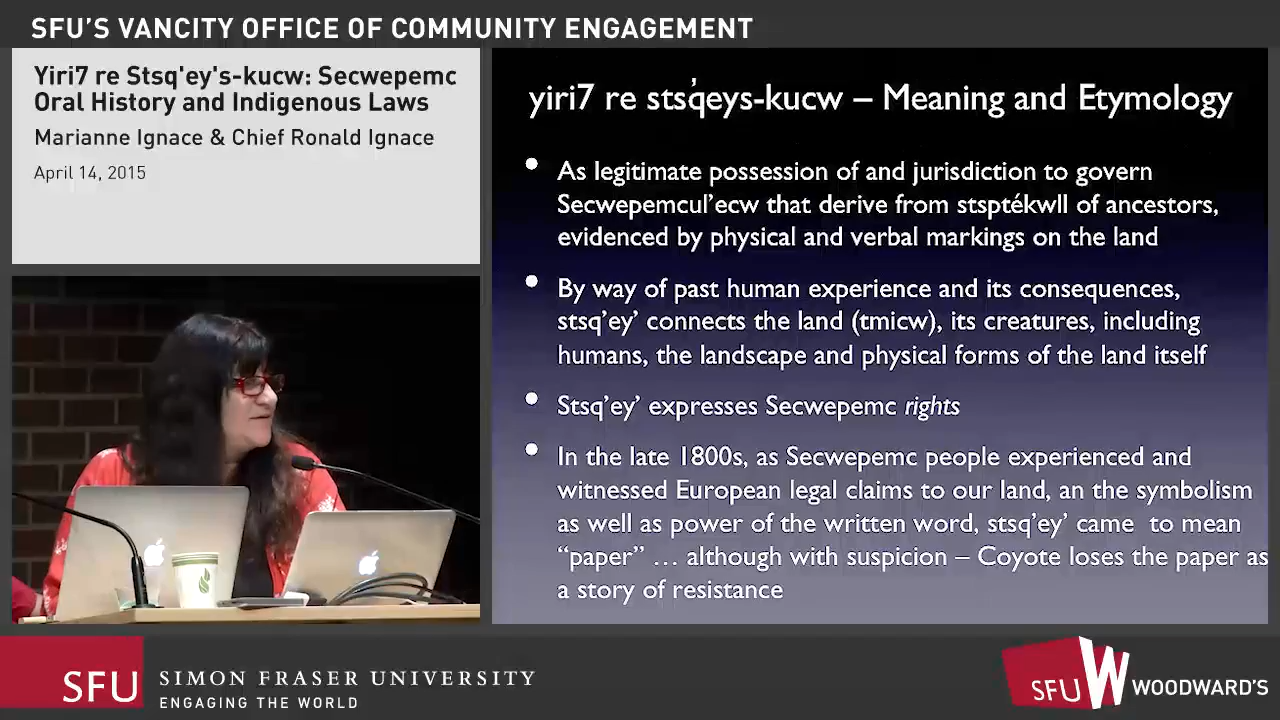 SFU'S VANCITY OFFICE OF COMMUNITY ENGAGEMENT
Yiri7 re Stsq'ey's-kucw: Secwepemc
Oral History and Indigenous Laws
Marianne Ignace & Chief Ronald Ignace
April 14, 2015
yiri7 re stsq̓eys-kucw – Meaning and Etymology
• As legitimate possession of and jurisdiction to govern
Secwepemcul'ecw that derive from stsptékwll of ancestors,
evidenced by physical and verbal markings on the land
• By way of past human experience and its consequences,
stsq'ey' connects the land (tmicw), its creatures, including
humans, the landscape and physical forms of the land itself
• Stsq'ey' expresses Secwepemc rights
• In the late 1800s, as Secwepemc people experienced and
witnessed European legal claims to our land, an the symbolism
as well as power of the written word, stsq'ey' came to mean
“paper” … although with suspicion – Coyote loses the paper as
a story of resistance
SFU
SIMON FRASER UNIVERSITY
ENGAGING THE WORLD
SFU W WOODWARD'S